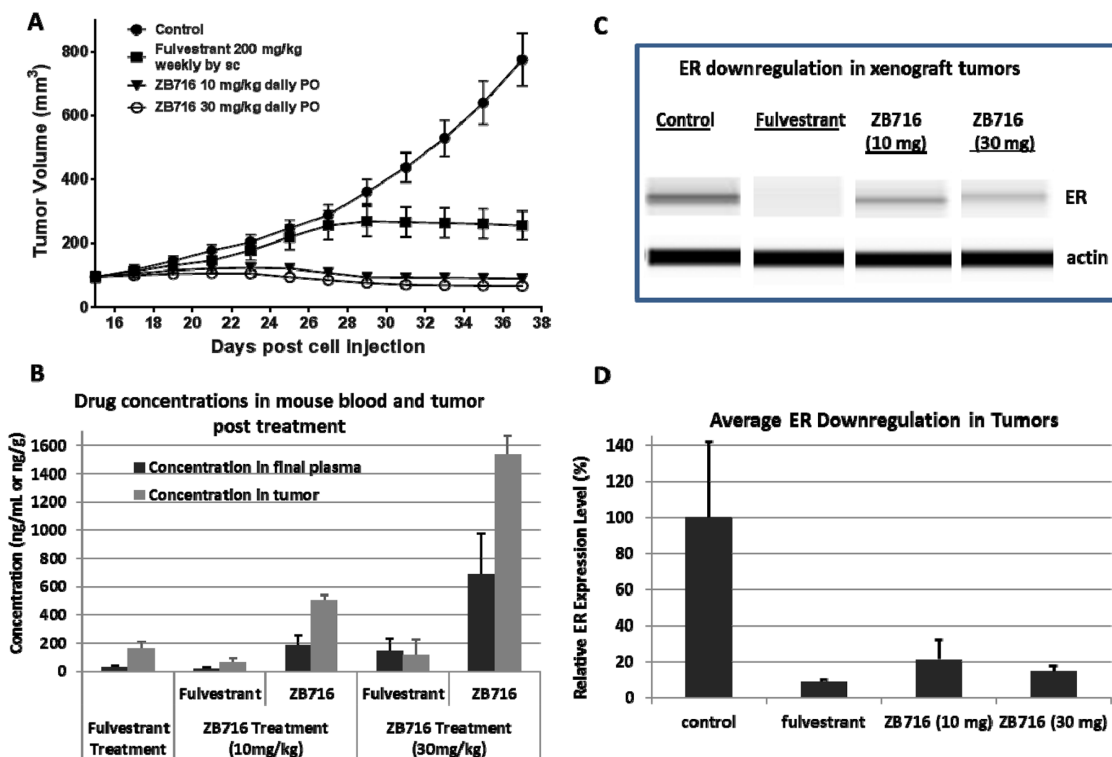 A
Control
Fulvestrant 200 mg/kg
weekly by sc
ZB716 10 mg/kg daily PO
ZB716 30 mg/kg daily PO
Tumor Volume (mm³)
800
600
400
200
0
16 18 20 22 24 26 28 30 32 34 36 38
Days post cell injection
B
Drug concentrations in mouse blood and tumor
post treatment
Concentration in final plasma
Concentration in tumor
Concentration (ng/mL or ng/g)
1600
1400
1200
1000
800
600
400
200
0
Fulvestrant ZB716 Fulvestrant ZB716
Fulvestrant ZB716 Treatment ZB716 Treatment
Treatment (10mg/kg) (30mg/kg)
C
ER downregulation in xenograft tumors
Control Fulvestrant ZB716 ZB716
(10 mg) (30 mg)
ER
actin
D
Average ER Downregulation in Tumors
Relative ER Expression Level (%)
140
120
100
80
60
40
20
0
control fulvestrant ZB716 (10 mg) ZB716 (30 mg)